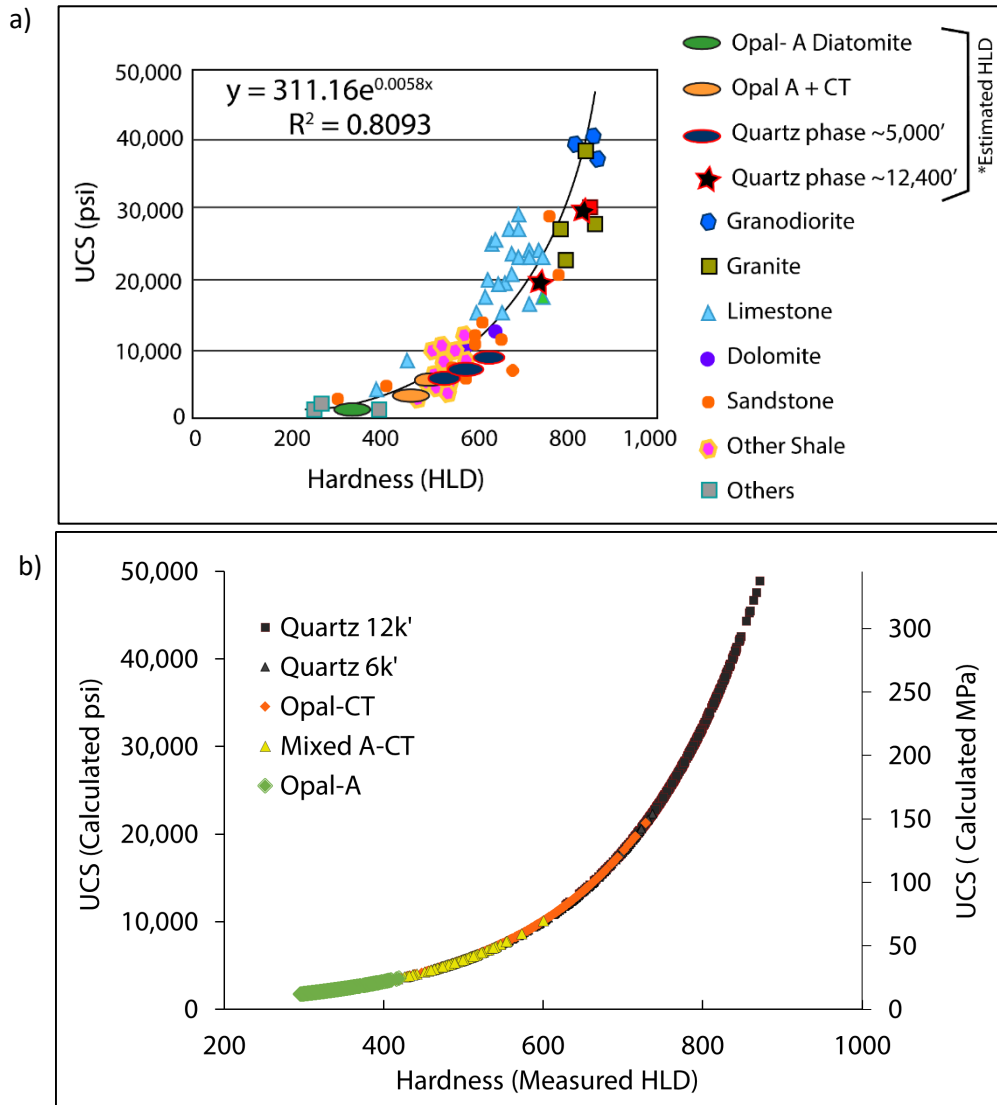 a)
50,000
40,000
30,000
20,000
10,000
0
UCS (psi)
y = 311.16e^0.0058x
R² = 0.8093
0
200
400
600
800
1,000
Hardness (HLD)
Opal- A Diatomite
Opal A + CT
Quartz phase ~5,000’
Quartz phase ~12,400’
*Estimated HLD
Granodiorite
Granite
Limestone
Dolomite
Sandstone
Other Shale
Others
b)
50,000
40,000
30,000
20,000
10,000
0
UCS (Calculated psi)
Quartz 12k'
Quartz 6k'
Opal-CT
Mixed A-CT
Opal-A
300
250
200
150
100
50
0
UCS ( Calculated MPa)
200
400
600
800
1000
Hardness (Measured HLD)